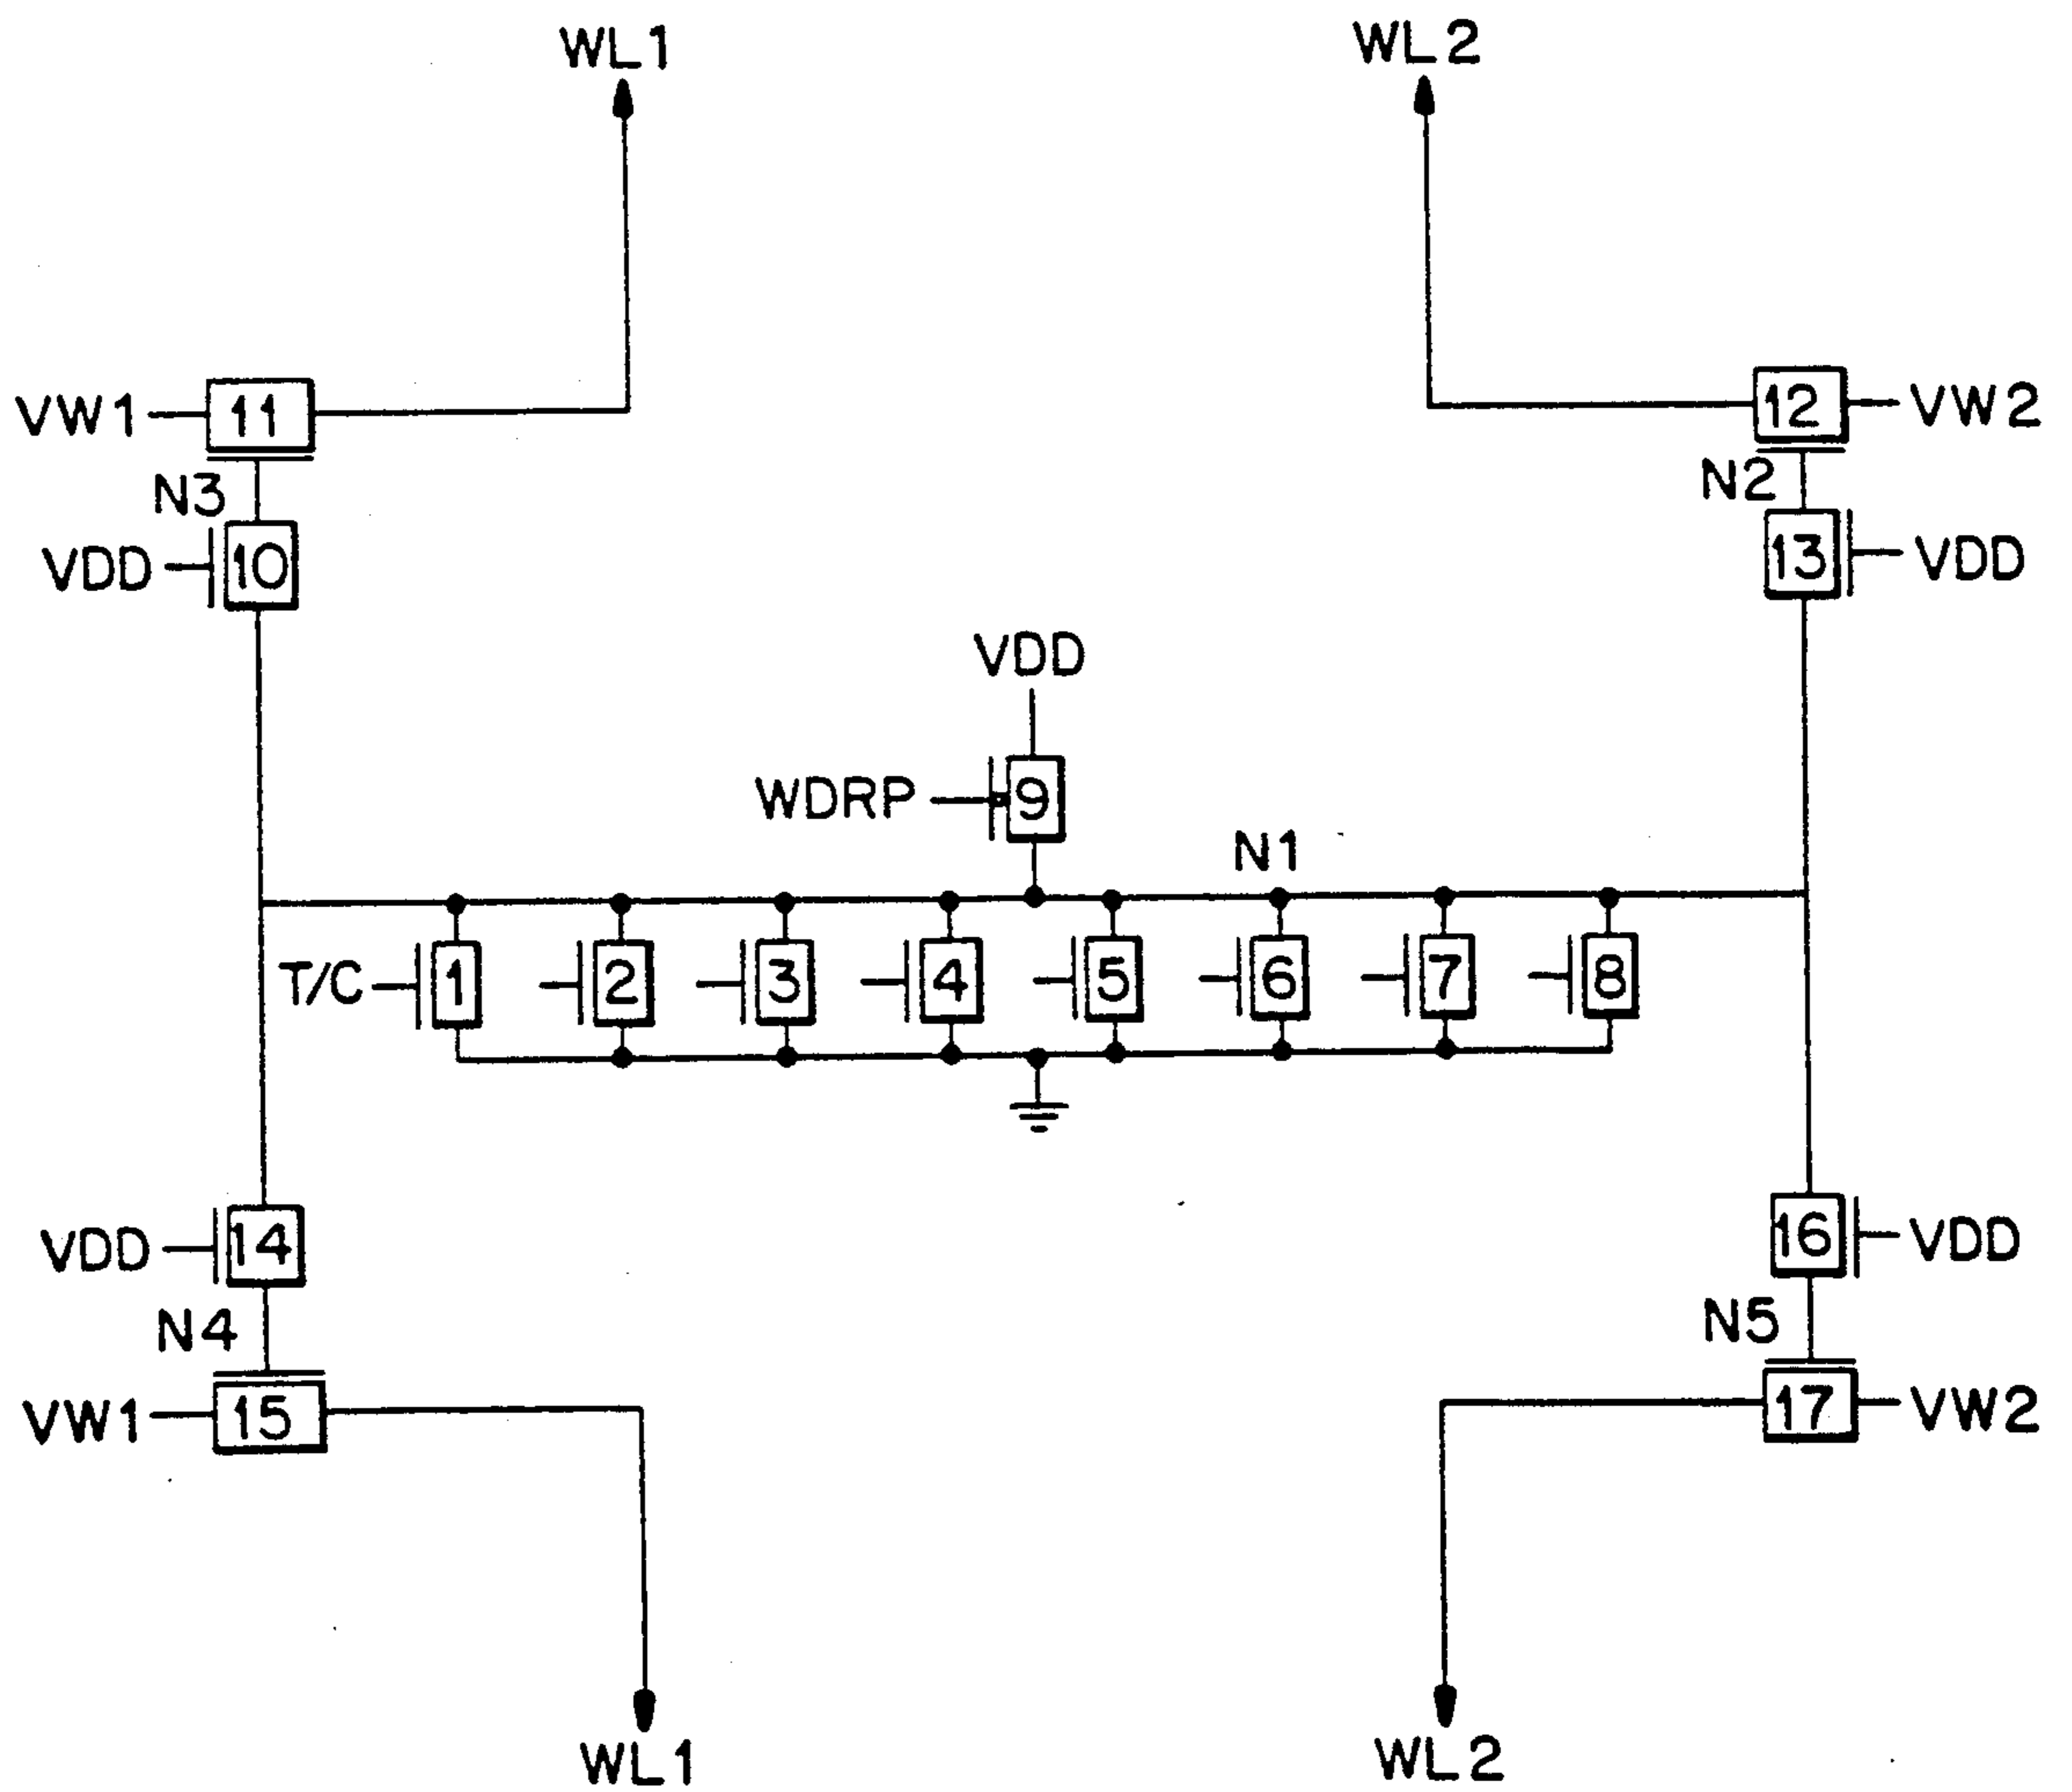 WL1 WL2
VW1 11 12 VW2
N3 N2
VDD 10 13 VDD
VDD
WDRP 9
N1
T/C 1 2 3 4 5 6 7 8
VDD 14 16 VDD
N4 N5
VW1 15 17 VW2
WL1 WL2